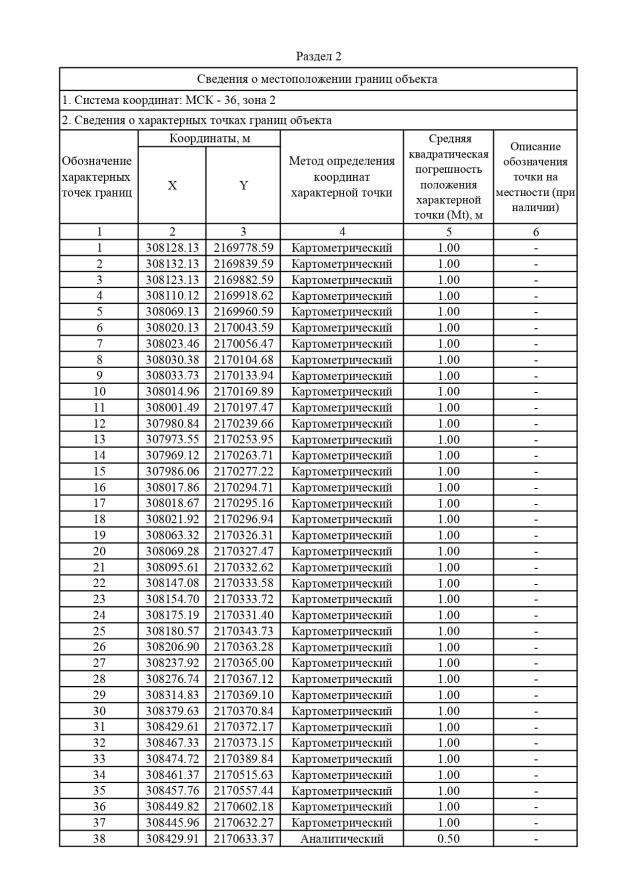 Раздел 2
Сведения о местоположении границ объекта
1. Система координат: МСК - 36, зона 2
2. Сведения о характерных точках границ объекта
Обозначение характерных точек границ
Координаты, м
X
Y
Метод определения координат характерной точки
Средняя квадратическая погрешность положения характерной точки (Mt), м
Описание обозначения точки на местности (при наличии)
1 2 3 4 5 6
1 308128.13 2169778.59 Картометрический 1.00 -
2 308132.13 2169839.59 Картометрический 1.00 -
3 308123.13 2169882.59 Картометрический 1.00 -
4 308110.12 2169918.62 Картометрический 1.00 -
5 308069.13 2169960.59 Картометрический 1.00 -
6 308020.13 2170043.59 Картометрический 1.00 -
7 308023.46 2170056.47 Картометрический 1.00 -
8 308030.38 2170104.68 Картометрический 1.00 -
9 308033.73 2170133.94 Картометрический 1.00 -
10 308014.96 2170169.89 Картометрический 1.00 -
11 308001.49 2170197.47 Картометрический 1.00 -
12 307980.84 2170239.66 Картометрический 1.00 -
13 307973.55 2170253.95 Картометрический 1.00 -
14 307969.12 2170263.71 Картометрический 1.00 -
15 307986.06 2170277.22 Картометрический 1.00 -
16 308017.86 2170294.71 Картометрический 1.00 -
17 308018.67 2170295.16 Картометрический 1.00 -
18 308021.92 2170296.94 Картометрический 1.00 -
19 308063.32 2170326.31 Картометрический 1.00 -
20 308069.28 2170327.47 Картометрический 1.00 -
21 308095.61 2170332.62 Картометрический 1.00 -
22 308147.08 2170333.58 Картометрический 1.00 -
23 308154.70 2170333.72 Картометрический 1.00 -
24 308175.19 2170331.40 Картометрический 1.00 -
25 308180.57 2170343.73 Картометрический 1.00 -
26 308206.90 2170363.28 Картометрический 1.00 -
27 308237.92 2170365.00 Картометрический 1.00 -
28 308276.74 2170367.12 Картометрический 1.00 -
29 308314.83 2170369.10 Картометрический 1.00 -
30 308379.63 2170370.84 Картометрический 1.00 -
31 308429.61 2170372.17 Картометрический 1.00 -
32 308467.33 2170373.15 Картометрический 1.00 -
33 308474.72 2170389.84 Картометрический 1.00 -
34 308461.37 2170515.63 Картометрический 1.00 -
35 308457.76 2170557.44 Картометрический 1.00 -
36 308449.82 2170602.18 Картометрический 1.00 -
37 308445.96 2170632.27 Картометрический 1.00 -
38 308429.91 2170633.37 Аналитический 0.50 -